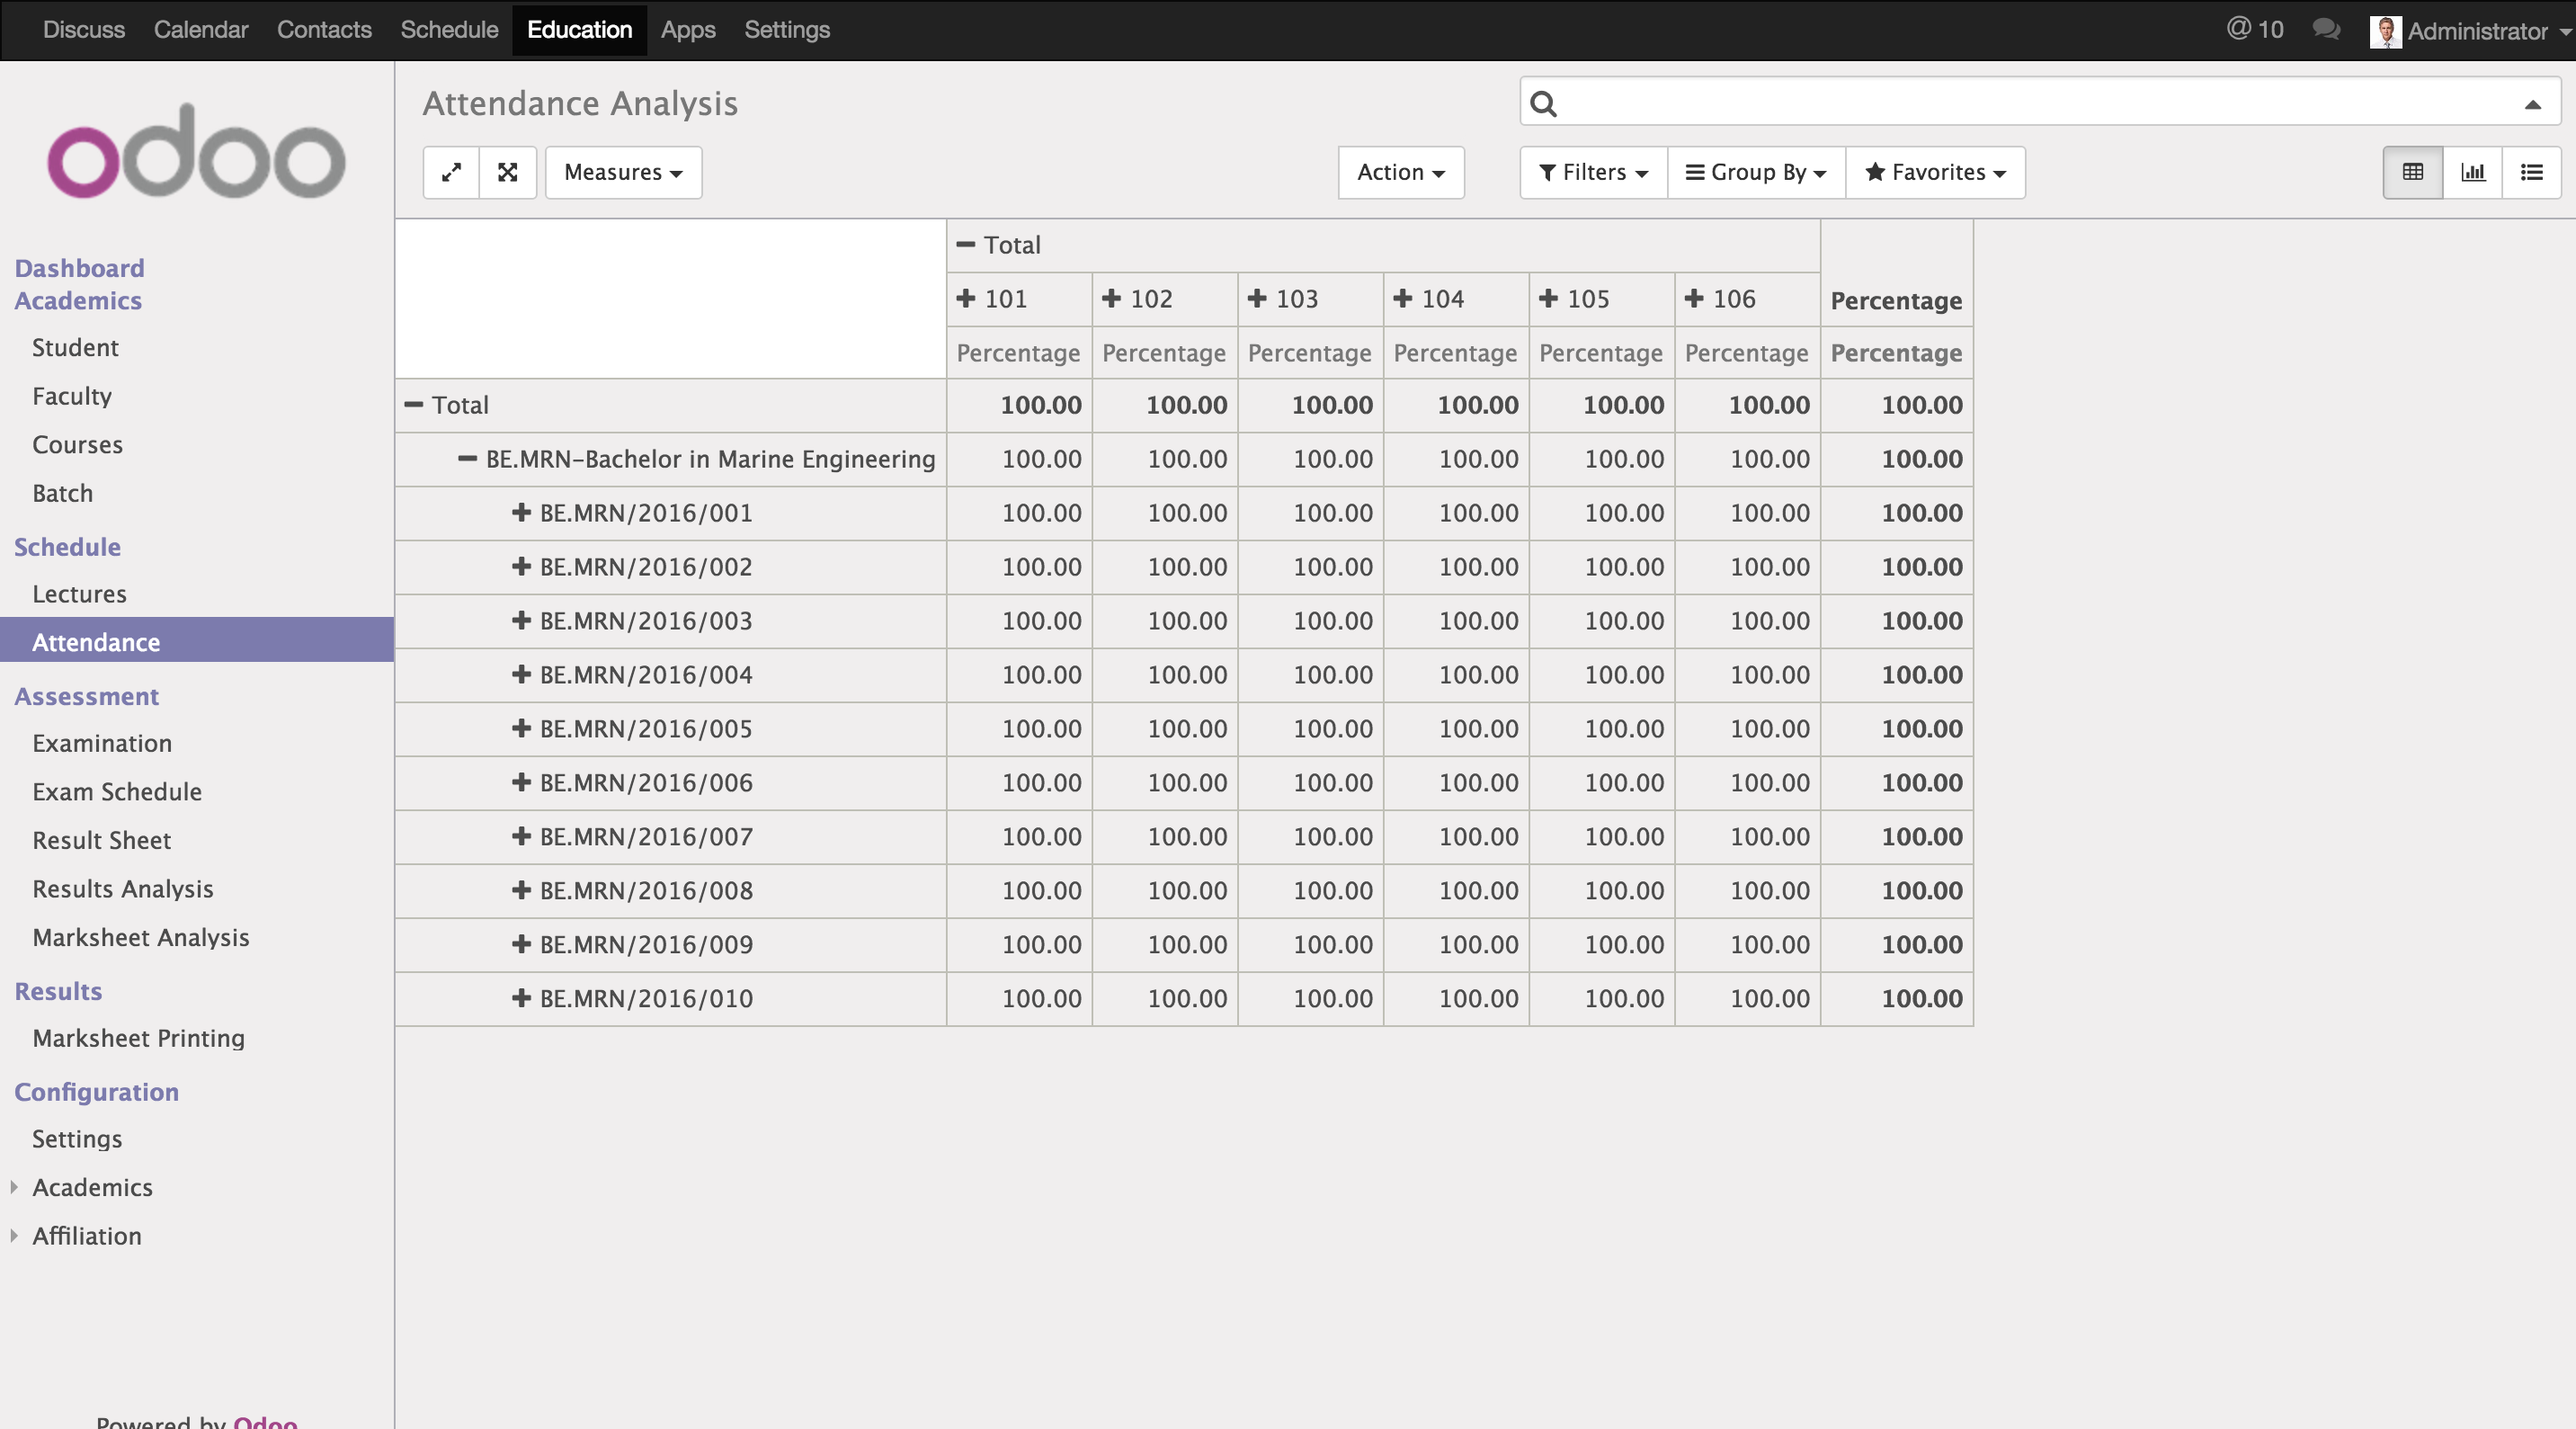 Discuss Calendar Contacts Schedule Education Apps Settings @ 10 Administrator
odoo
Attendance Analysis
Measures Action Filters Group By Favorites
Dashboard
Academics
Student
Faculty
Courses
Batch
Schedule
Lectures
Attendance
Assessment
Examination
Exam Schedule
Result Sheet
Results Analysis
Marksheet Analysis
Results
Marksheet Printing
Configuration
Settings
Academics
Affiliation
Powered by Odoo
Total
101 102 103 104 105 106 Percentage
Percentage Percentage Percentage Percentage Percentage Percentage Percentage
Total 100.00 100.00 100.00 100.00 100.00 100.00 100.00
BE.MRN-Bachelor in Marine Engineering 100.00 100.00 100.00 100.00 100.00 100.00 100.00
BE.MRN/2016/001 100.00 100.00 100.00 100.00 100.00 100.00 100.00
BE.MRN/2016/002 100.00 100.00 100.00 100.00 100.00 100.00 100.00
BE.MRN/2016/003 100.00 100.00 100.00 100.00 100.00 100.00 100.00
BE.MRN/2016/004 100.00 100.00 100.00 100.00 100.00 100.00 100.00
BE.MRN/2016/005 100.00 100.00 100.00 100.00 100.00 100.00 100.00
BE.MRN/2016/006 100.00 100.00 100.00 100.00 100.00 100.00 100.00
BE.MRN/2016/007 100.00 100.00 100.00 100.00 100.00 100.00 100.00
BE.MRN/2016/008 100.00 100.00 100.00 100.00 100.00 100.00 100.00
BE.MRN/2016/009 100.00 100.00 100.00 100.00 100.00 100.00 100.00
BE.MRN/2016/010 100.00 100.00 100.00 100.00 100.00 100.00 100.00